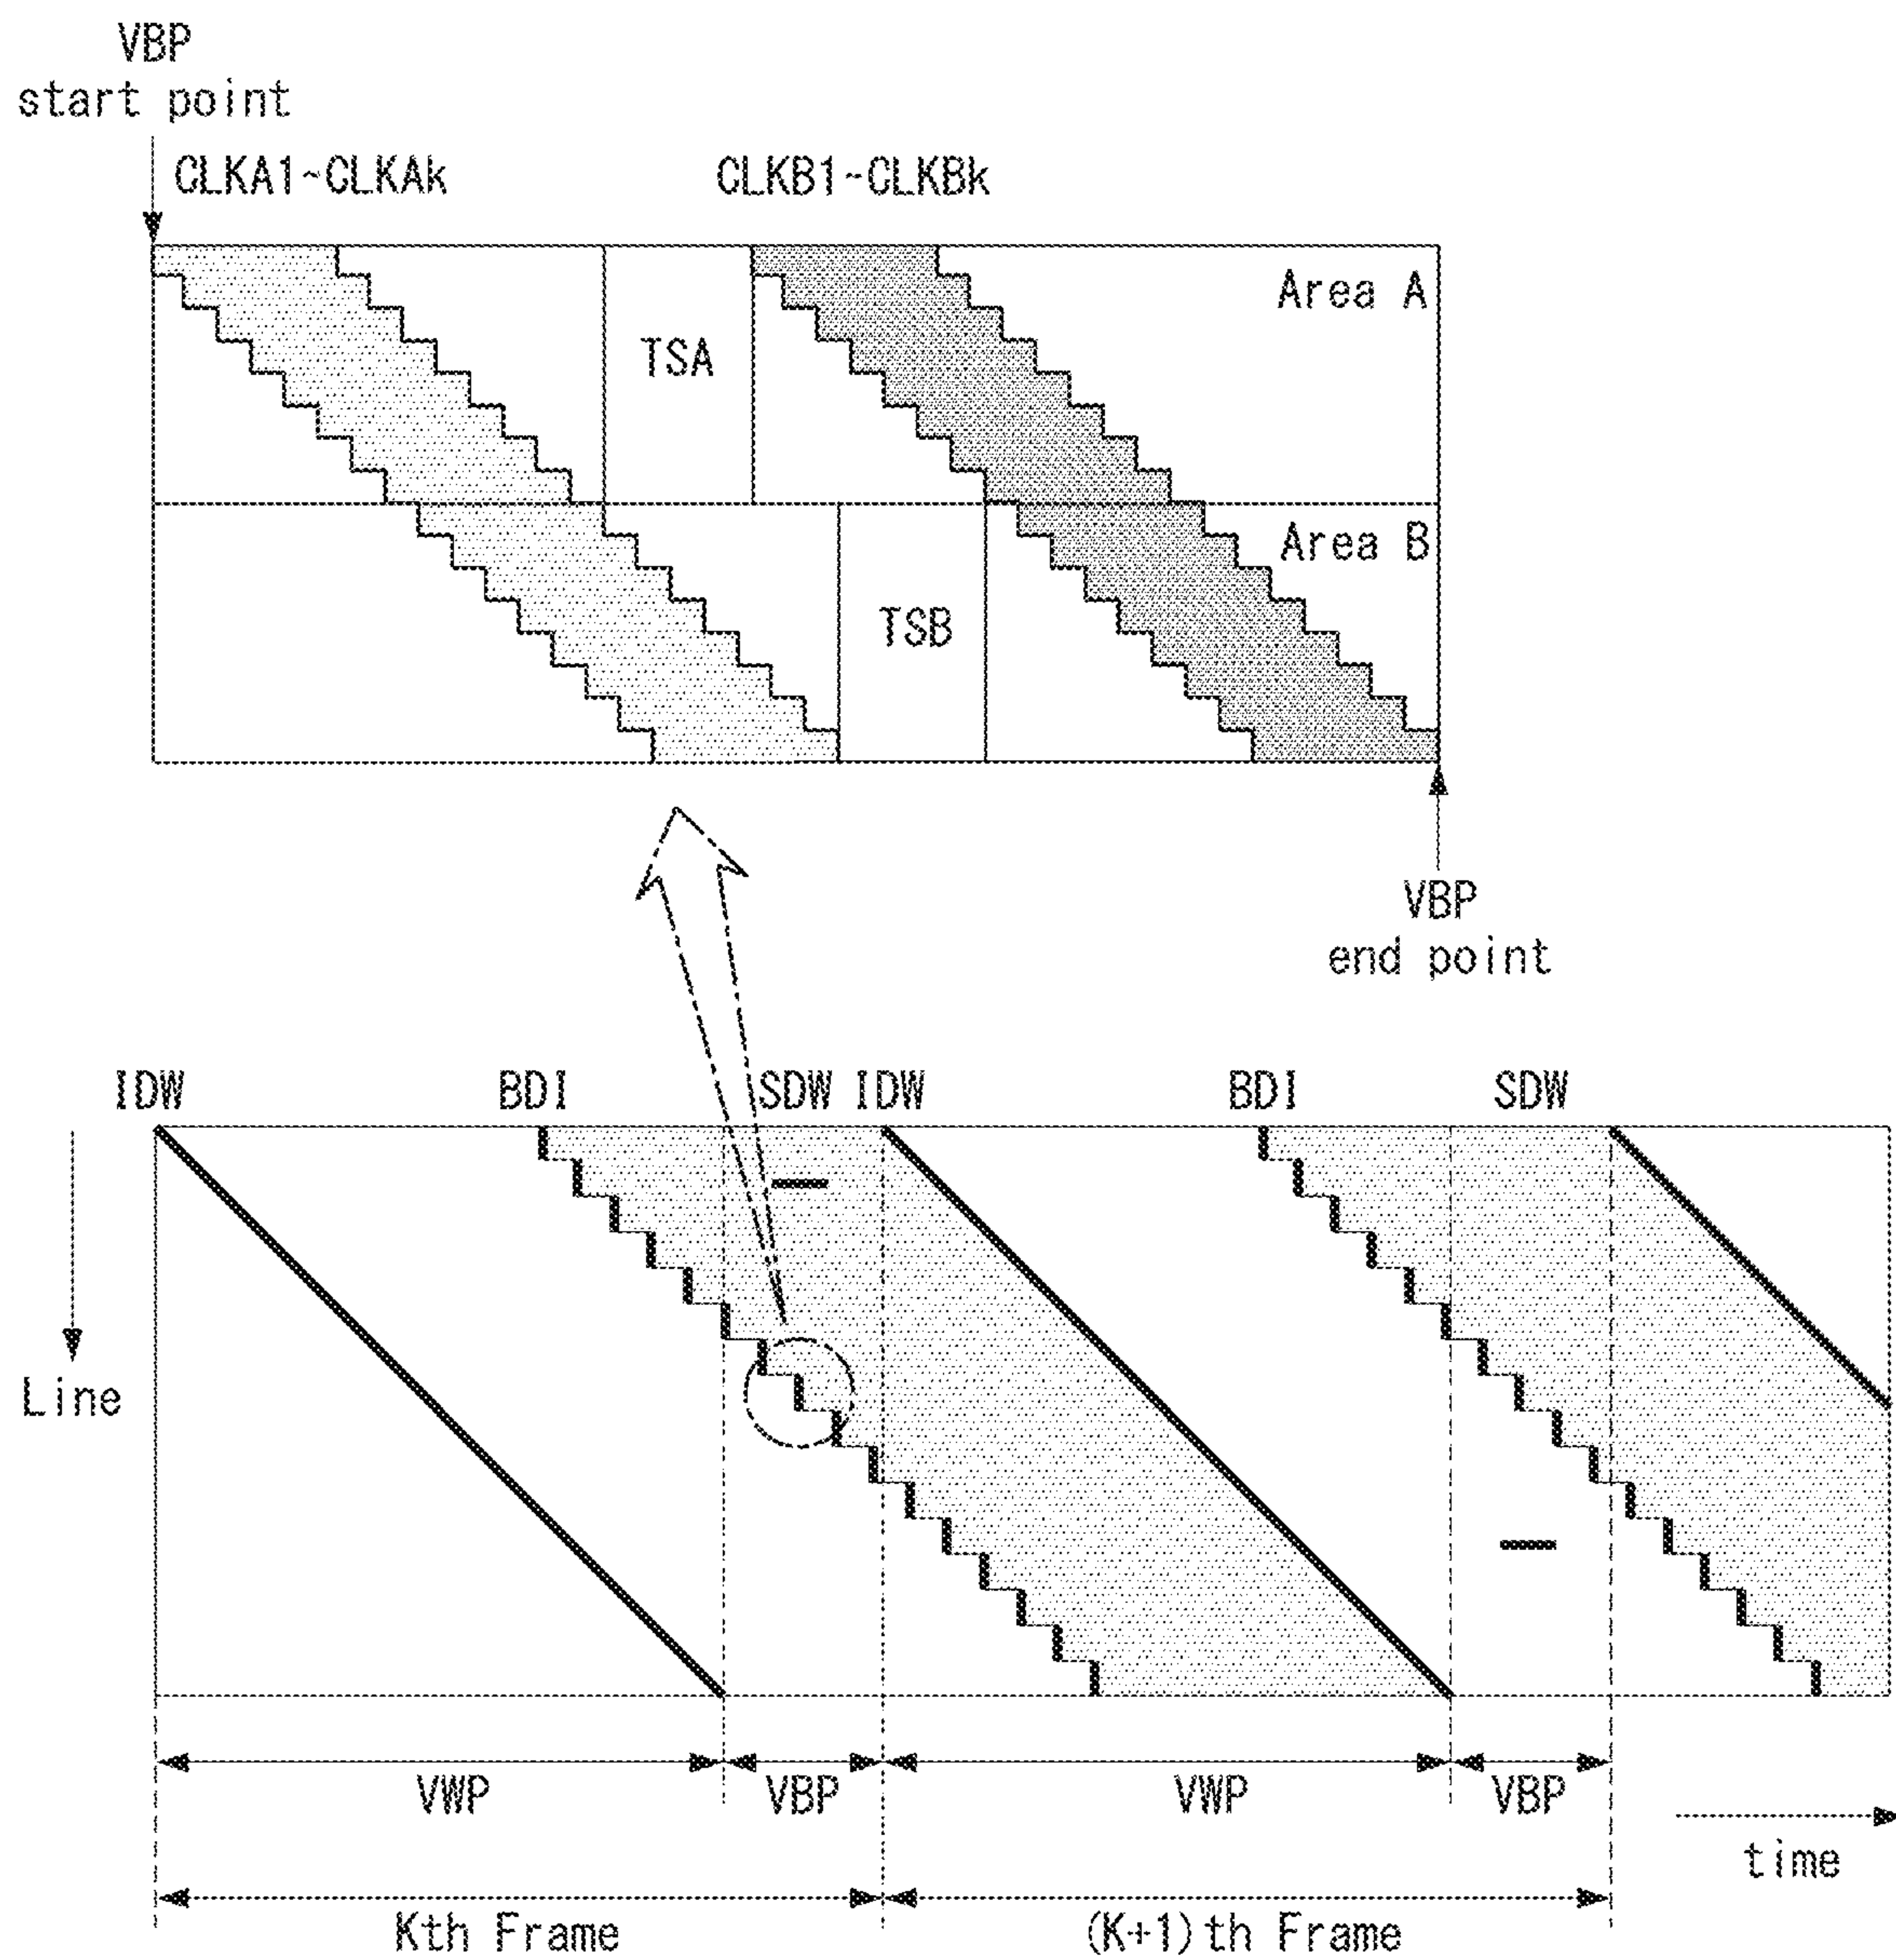 VBP
start point
CLKA1~CLKAk CLKB1~CLKBk
Area A
TSA
Area B
TSB
VBP
end point
IDW BDI SDW IDW BDI SDW
Line
VWP VBP VWP VBP
time
Kth Frame (K+1)th Frame